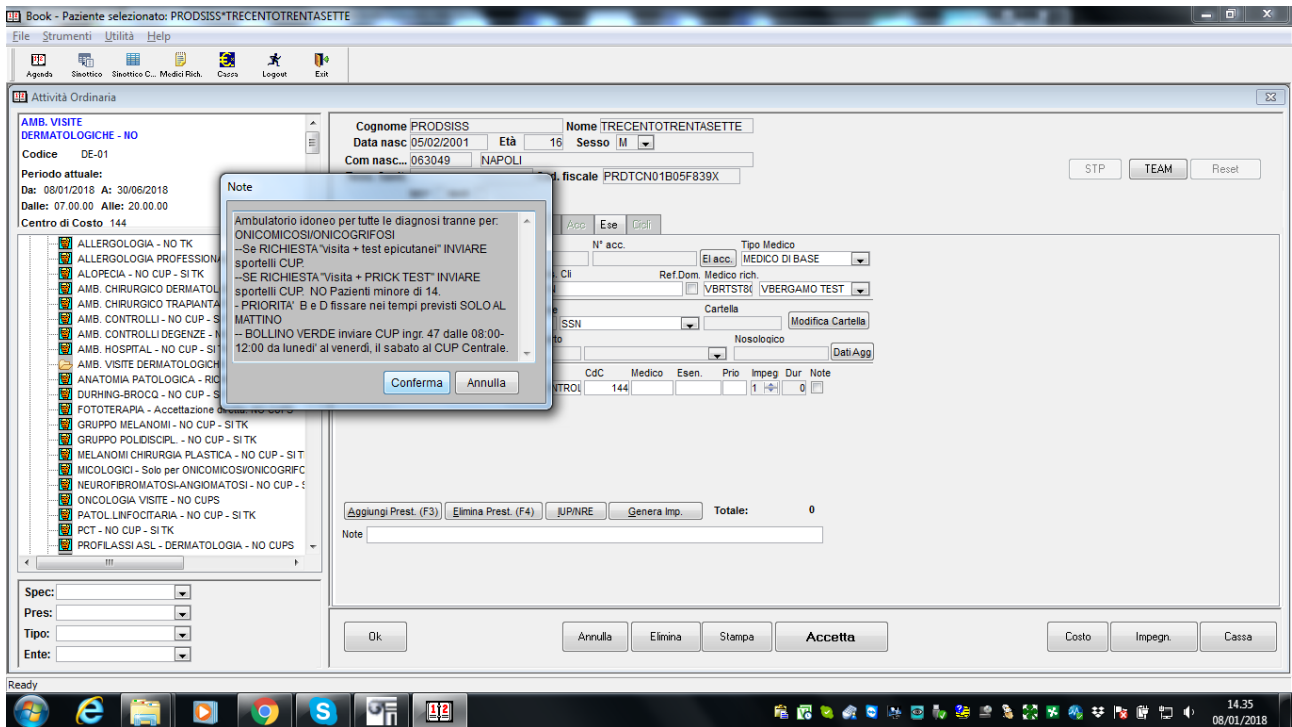 Book - Paziente selezionato: PRODSISS*TRECENTOTRENTASETTE
File Strumenti Utilità Help
Agenda Sinottico Sinottico C... Medici Rich. Cassa Logout Exit
Attività Ordinaria
AMB. VISITE
DERMATOLOGICHE - NO
Codice DE-01
Periodo attuale:
Da: 08/01/2018 A: 30/06/2018
Dalle: 07.00.00 Alle: 20.00.00
Centro di Costo 144
ALLERGOLOGIA - NO TK
ALLERGOLOGIA PROFESSIONA
ALOPECIA - NO CUP - SI TK
AMB. CHIRURGICO DERMATOL
AMB. CHIRURGICO TRAPIANTA
AMB. CONTROLLI - NO CUP - S
AMB. CONTROLLI DEGENZE - N
AMB. HOSPITAL - NO CUP - SI
AMB. VISITE DERMATOLOGICH
ANATOMIA PATOLOGICA - RIC
DURHING-BROCQ - NO CUP - S
FOTOTERAPIA - Accettazione diretta. NO CUPS
GRUPPO MELANOMI - NO CUP - SI TK
GRUPPO POLIDISCIPL. - NO CUP - SI TK
MELANOMI CHIRURGIA PLASTICA - NO CUP - SI T
MICOLOGICI - Solo per ONICOMICOSI/ONICOGRIFO
NEUROFIBROMATOSI-ANGIOMATOSI - NO CUP - S
ONCOLOGIA VISITE - NO CUPS
PATOL.LINFOCITARIA - NO CUP - SI TK
PCT - NO CUP - SI TK
PROFILASSI ASL - DERMATOLOGIA - NO CUPS
Spec:
Pres:
Tipo:
Ente:
Note
Ambulatorio idoneo per tutte le diagnosi tranne per:
ONICOMICOSI/ONICOGRIFOSI
--Se RICHIESTA "visita + test epicutanei" INVIARE
sportelli CUP.
--SE RICHIESTA "Visita + PRICK TEST" INVIARE
sportelli CUP. NO Pazienti minore di 14.
- PRIORITA' B e D fissare nei tempi previsti SOLO AL
MATTINO
-- BOLLINO VERDE inviare CUP ingr. 47 dalle 08:00-
12:00 da lunedi' al venerdì, il sabato al CUP Centrale.
Conferma Annulla
Cognome PRODSISS Nome TRECENTOTRENTASETTE
Data nasc 05/02/2001 Età 16 Sesso M
Com nasc... 063049 NAPOLI
fiscale PRDTCN01B05F839X
STP TEAM Reset
Acc Ese Cicli
N° acc. El acc. Tipo Medico MEDICO DI BASE
Cli Ref.Dom. Medico rich.
VBRTST80 VBERGAMO TEST
Cartella
SSN Modifica Cartella
Nosologico
Dati Agg
CdC Medico Esen. Prio Impeg Dur Note
144 1 0
Aggiungi Prest. (F3) Elimina Prest. (F4) IUP/NRE Genera Imp. Totale: 0
Note
Ok Annulla Elimina Stampa Accetta Costo Impegn. Cassa
Ready
14.35
08/01/2018